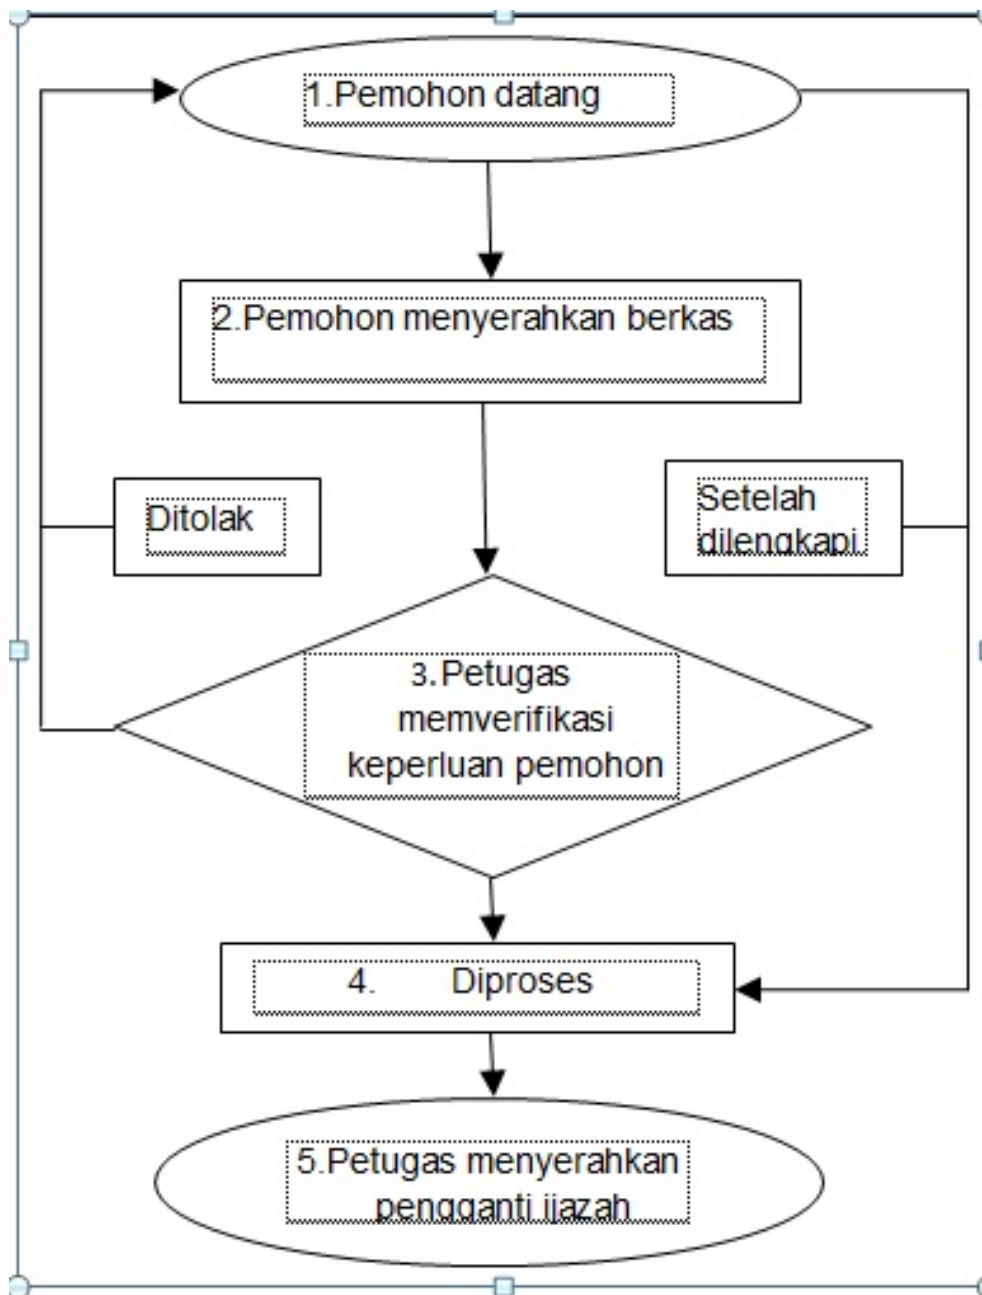 1.Pemohon datang
2.Pemohon menyerahkan berkas
Ditolak
Setelah
dilengkapi
3.Petugas
memverifikasi
keperluan pemohon
4. Diproses
5.Petugas menyerahkan
pengganti ijazah